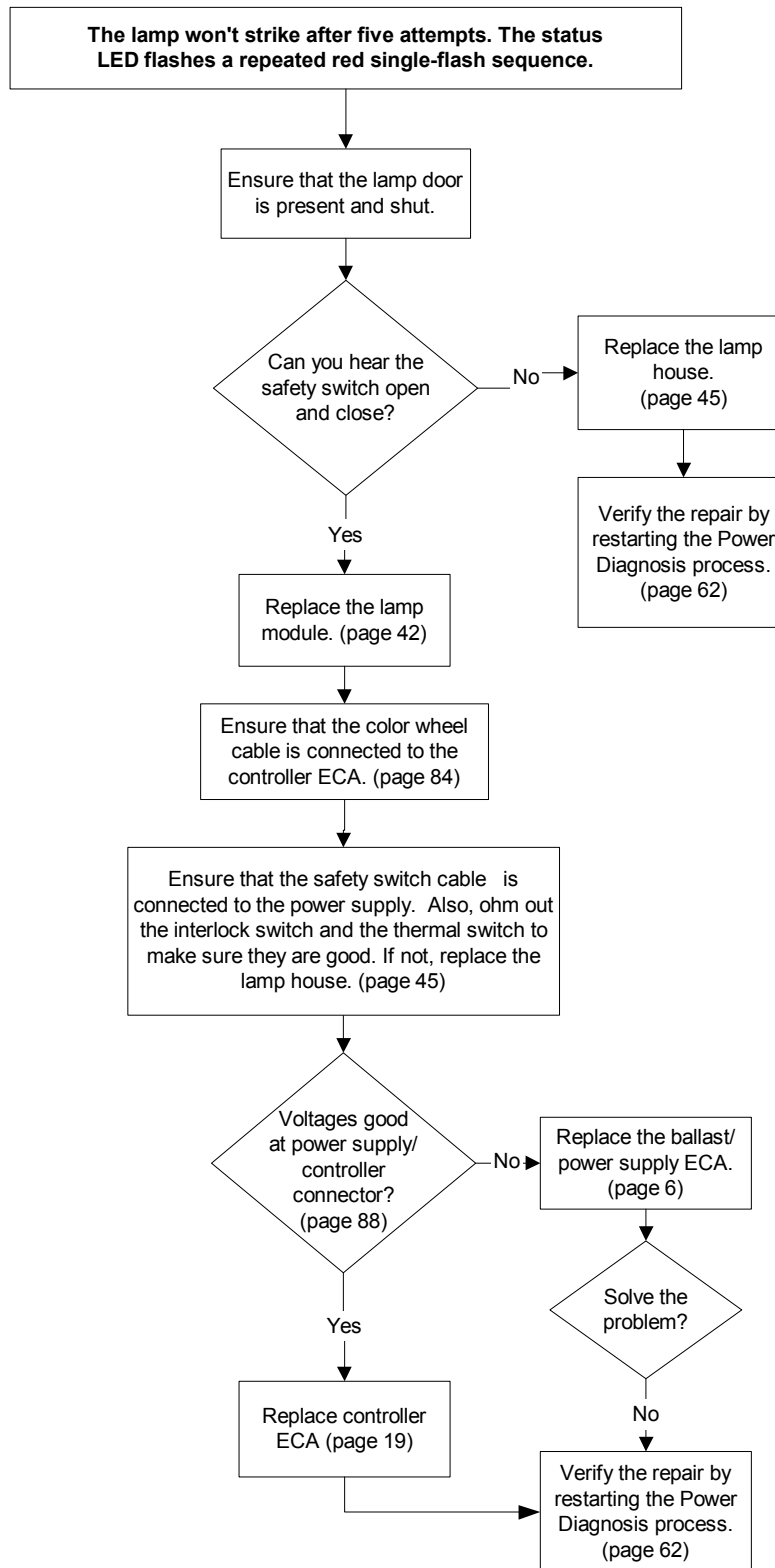 The lamp won't strike after five attempts. The status
LED flashes a repeated red single-flash sequence.
Ensure that the lamp door
is present and shut.
Can you hear the
safety switch open
and close?
No
Replace the lamp
house.
(page 45)
Verify the repair by
restarting the Power
Diagnosis process.
(page 62)
Yes
Replace the lamp
module. (page 42)
Ensure that the color wheel
cable is connected to the
controller ECA. (page 84)
Ensure that the safety switch cable is
connected to the power supply. Also, ohm out
the interlock switch and the thermal switch to
make sure they are good. If not, replace the
lamp house. (page 45)
Voltages good
at power supply/
controller
connector?
(page 88)
No
Replace the ballast/
power supply ECA.
(page 6)
Solve the
problem?
Yes
No
Replace controller
ECA (page 19)
Verify the repair by
restarting the Power
Diagnosis process.
(page 62)